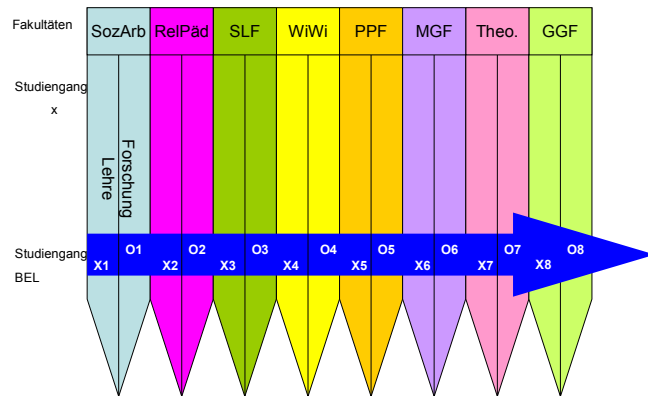 Fakultäten
SozArb RelPäd SLF WiWi PPF MGF Theo. GGF
Studiengang
x
Lehre
Forschung
Studiengang
BEL
O1 O2 O3 O4 O5 O6 O7 O8
X1 X2 X3 X4 X5 X6 X7 X8